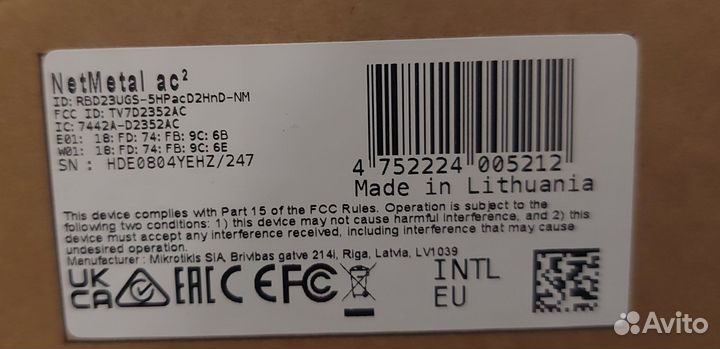 NetMetal ac²
ID: RBD23UGS-5HPacD2HnD-NM
FCC ID: TV7D2352AC
IC: 7442A-D2352AC
E01: 18: FD: 74: FB: 9C: 6B
W01: 18: FD: 74: FB: 9C: 6E
SN : HDE0804YEHZ/247
4 752224 005212
Made in Lithuania
This device complies with Part 15 of the FCC Rules. Operation is subject to the
following two conditions: 1) this device may not cause harmful interference, and 2) this
device must accept any interference received, including interference that may cause
undesired operation.
Manufacturer : Mikrotikls SIA, Brivibas gatve 214i, Riga, Latvia, LV1039
UK
CA
EAC CE FC
INTL
EU
Avito